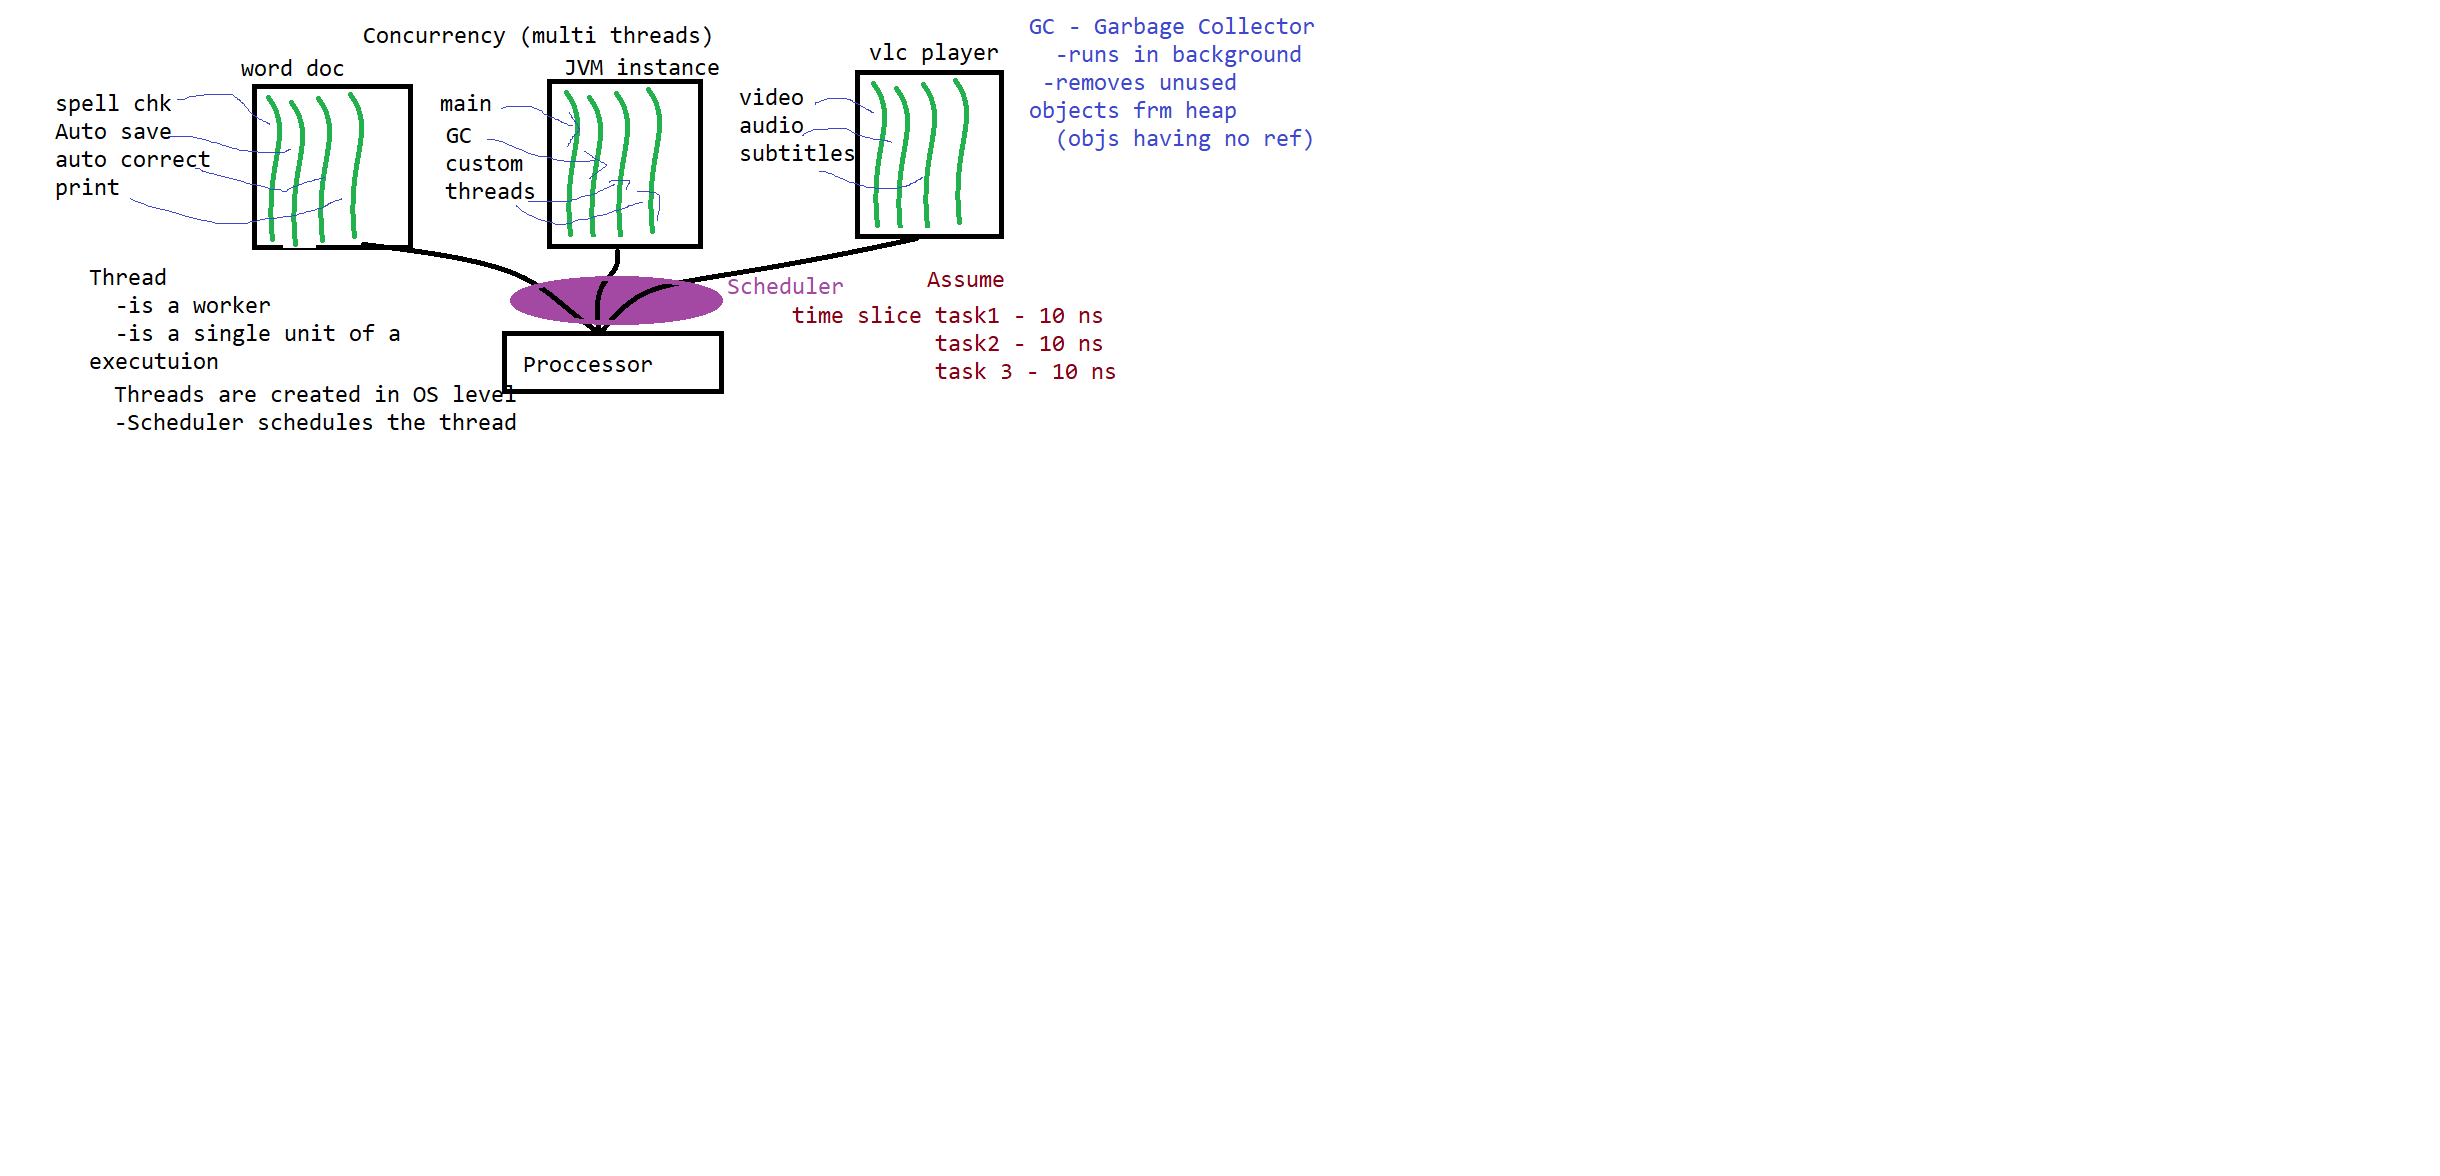 Concurrency (multi threads)
word doc
spell chk
Auto save
auto correct
print
JVM instance
main
GC
custom
threads
vlc player
video
audio
subtitles
GC - Garbage Collector
-runs in background
-removes unused
objects frm heap
(objs having no ref)
Thread
-is a worker
-is a single unit of a
executuion
Threads are created in OS level
-Scheduler schedules the thread
Scheduler
Proccessor
Assume
time slice task1 - 10 ns
task2 - 10 ns
task 3 - 10 ns